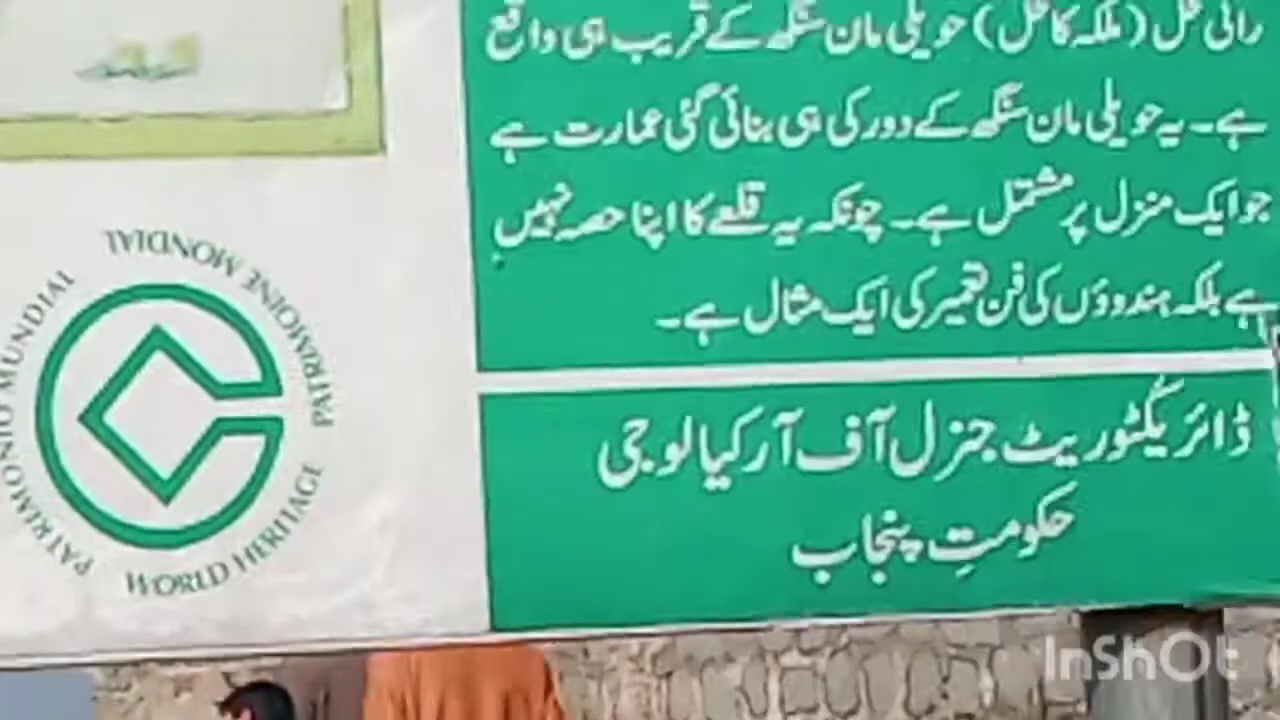 رانی محل (ملکہ کا محل) حویلی مان سنگھ کے قریب ہی واقع
ہے۔ یہ حویلی مان سنگھ کے دور کی ہی بنائی گئی عمارت ہے
جو ایک منزل پر مشتمل ہے۔ چونکہ یہ قلعے کا اپنا حصہ نہیں
ہے بلکہ ہندوؤں کی فن تعمیر کی ایک مثال ہے۔
ڈائریکٹوریٹ جنرل آف آرکیالوجی
حکومتِ پنجاب
PATRIMOINE MONDIAL
WORLD HERITAGE
PATRIMONIO MUNDIAL
InShOt